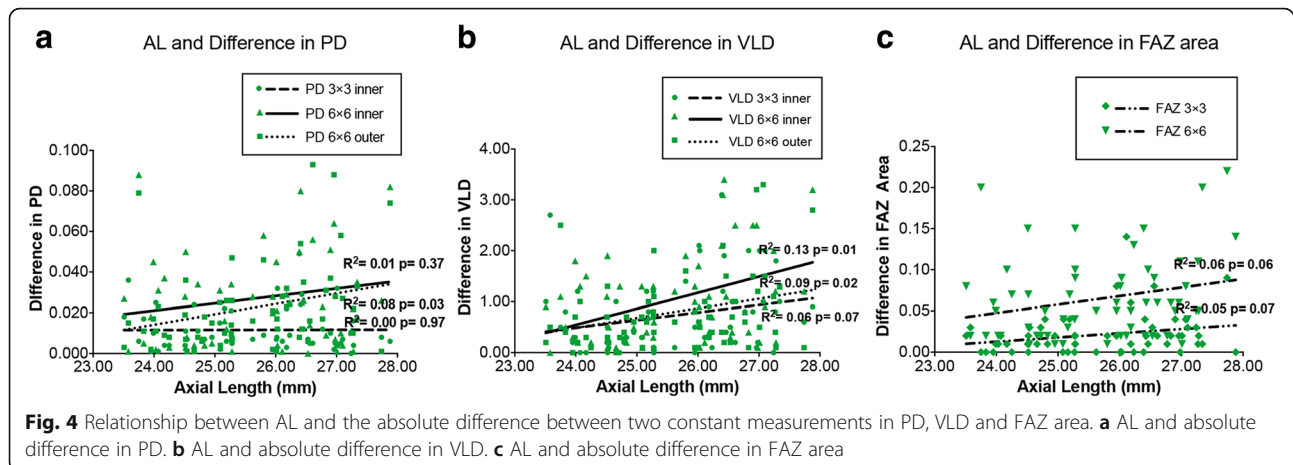 a
AL and Difference in PD
PD 3×3 inner
PD 6×6 inner
PD 6×6 outer
0.100
0.080
0.060
0.040
0.020
0.000
Difference in PD
R²= 0.01 p= 0.37
R²= 0.08 p= 0.03
R²= 0.00 p= 0.97
23.00 24.00 25.00 26.00 27.00 28.00
Axial Length (mm)
b
AL and Difference in VLD
VLD 3×3 inner
VLD 6×6 inner
VLD 6×6 outer
4.00
3.00
2.00
1.00
0.00
Difference in VLD
R²= 0.13 p= 0.01
R²= 0.09 p= 0.02
R²= 0.06 p= 0.07
23.00 24.00 25.00 26.00 27.00 28.00
Axial Length (mm)
c
AL and Difference in FAZ area
FAZ 3×3
FAZ 6×6
0.25
0.20
0.15
0.10
0.05
0.00
Difference in FAZ Area
R²= 0.06 p= 0.06
R²= 0.05 p= 0.07
23.00 24.00 25.00 26.00 27.00 28.00
Axial Length (mm)
Fig. 4 Relationship between AL and the absolute difference between two constant measurements in PD, VLD and FAZ area. a AL and absolute
difference in PD. b AL and absolute difference in VLD. c AL and absolute difference in FAZ area